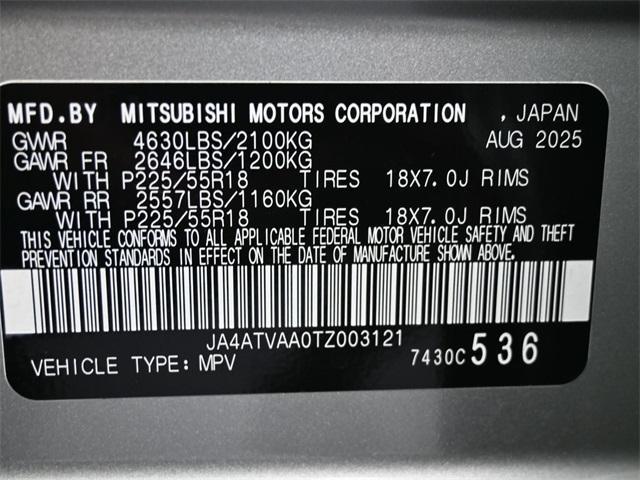 MFD.BY MITSUBISHI MOTORS CORPORATION , JAPAN
GVWR 4630LBS/2100KG AUG 2025
GAWR FR 2646LBS/1200KG
WITH P225/55R18 TIRES 18X7.0J RIMS
GAWR RR 2557LBS/1160KG
WITH P225/55R18 TIRES 18X7.0J RIMS
THIS VEHICLE CONFORMS TO ALL APPLICABLE FEDERAL MOTOR VEHICLE SAFETY AND THEFT
PREVENTION STANDARDS IN EFFECT ON THE DATE OF MANUFACTURE SHOWN ABOVE.
JA4ATVAA0TZ003121
VEHICLE TYPE: MPV 7430C 536